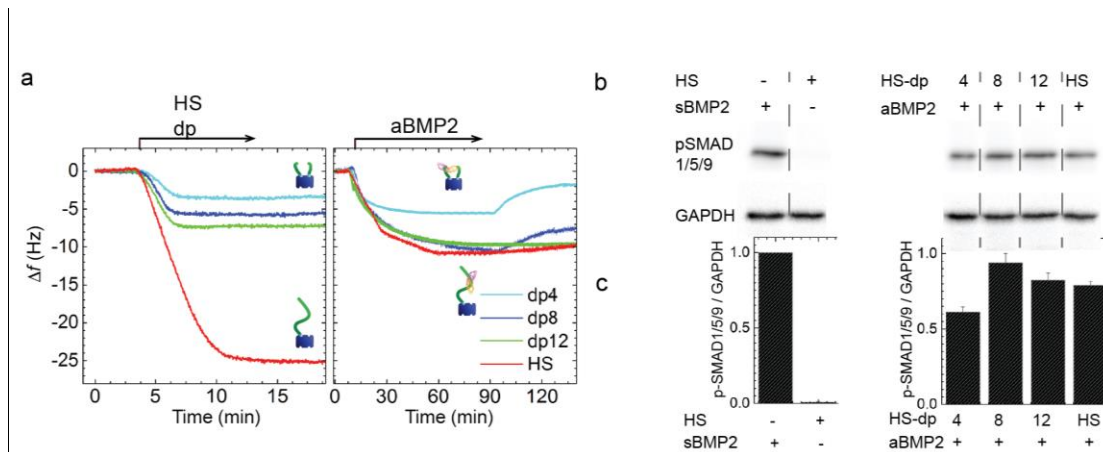 a
HS
dp
aBMP2
Δf (Hz)
0
-5
-10
-15
-20
-25
dp4
dp8
dp12
HS
0 5 10 15
0 30 60 90 120
Time (min)
Time (min)
b
HS - +
sBMP2 + -
pSMAD
1/5/9
GAPDH
HS-dp 4 8 12 HS
aBMP2 + + + +
c
p-SMAD1/5/9 / GAPDH
1.0
0.5
0.0
HS - +
sBMP2 + -
p-SMAD1/5/9 / GAPDH
1.0
0.5
0.0
HS-dp 4 8 12 HS
aBMP2 + + + +